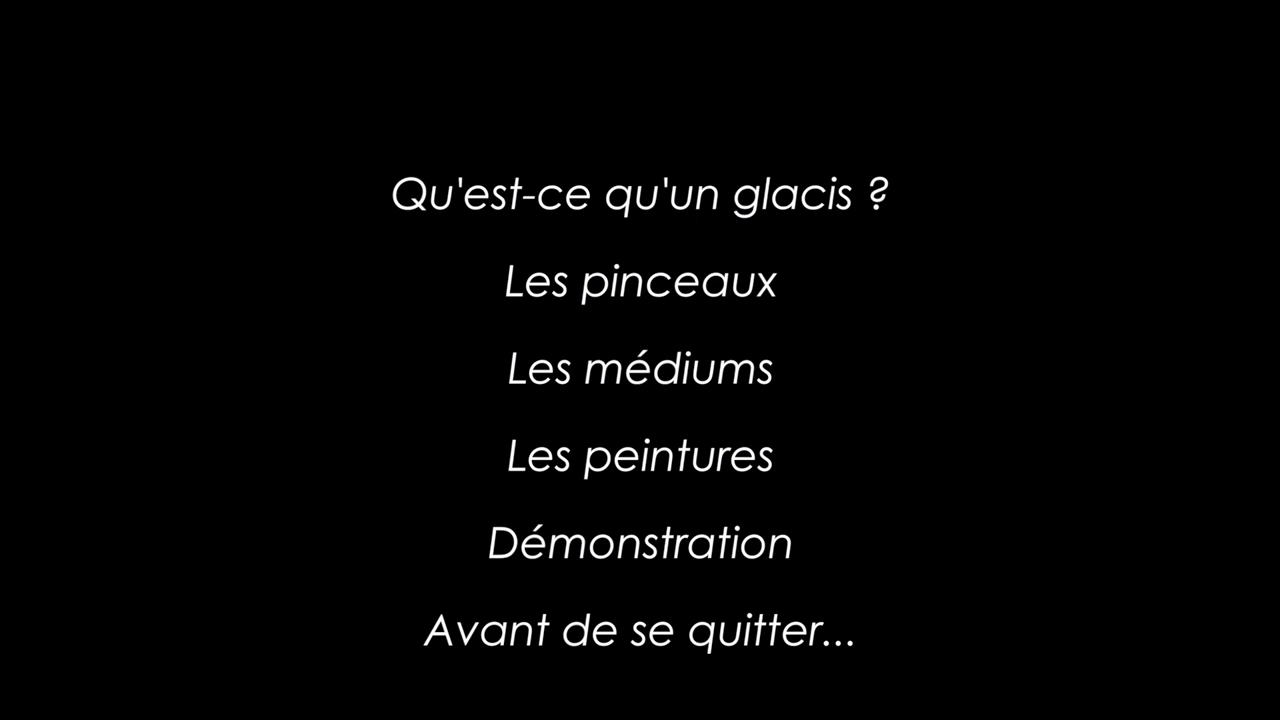 Qu'est-ce qu'un glacis ?
Les pinceaux
Les médiums
Les peintures
Démonstration
Avant de se quitter...